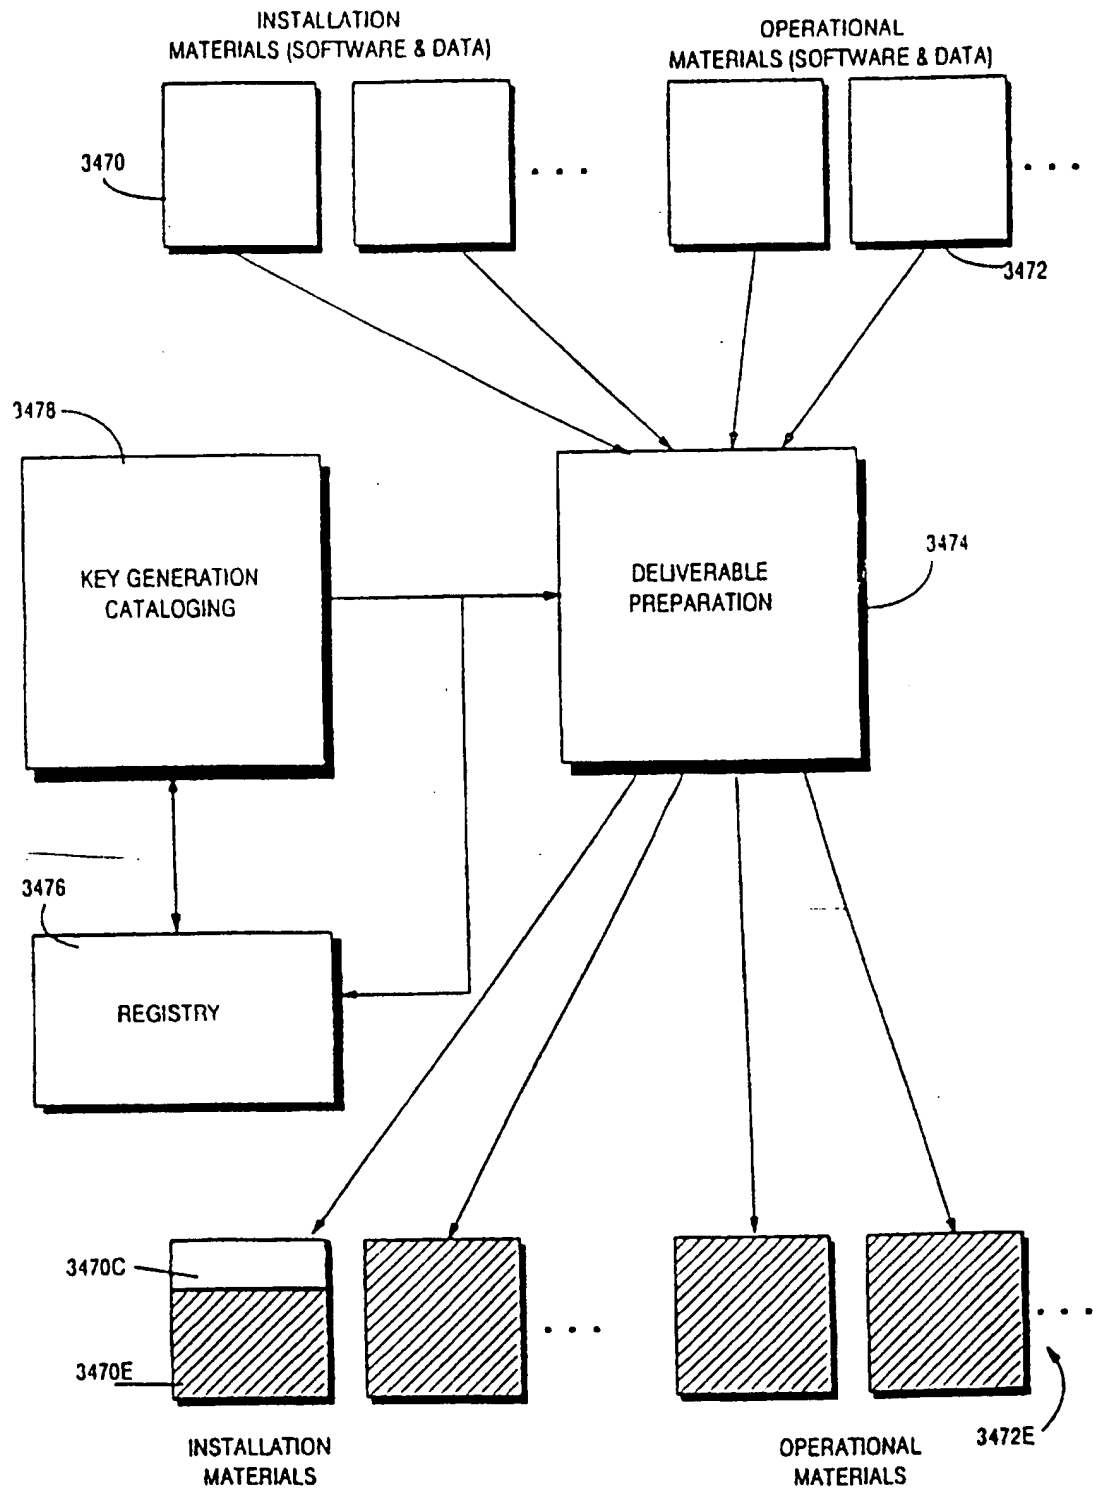 INSTALLATION
MATERIALS (SOFTWARE & DATA)
OPERATIONAL
MATERIALS (SOFTWARE & DATA)
3470
3472
3478
KEY GENERATION
CATALOGING
DELIVERABLE
PREPARATION
3474
3476
REGISTRY
3470C
3470E
3472E
INSTALLATION
MATERIALS
OPERATIONAL
MATERIALS